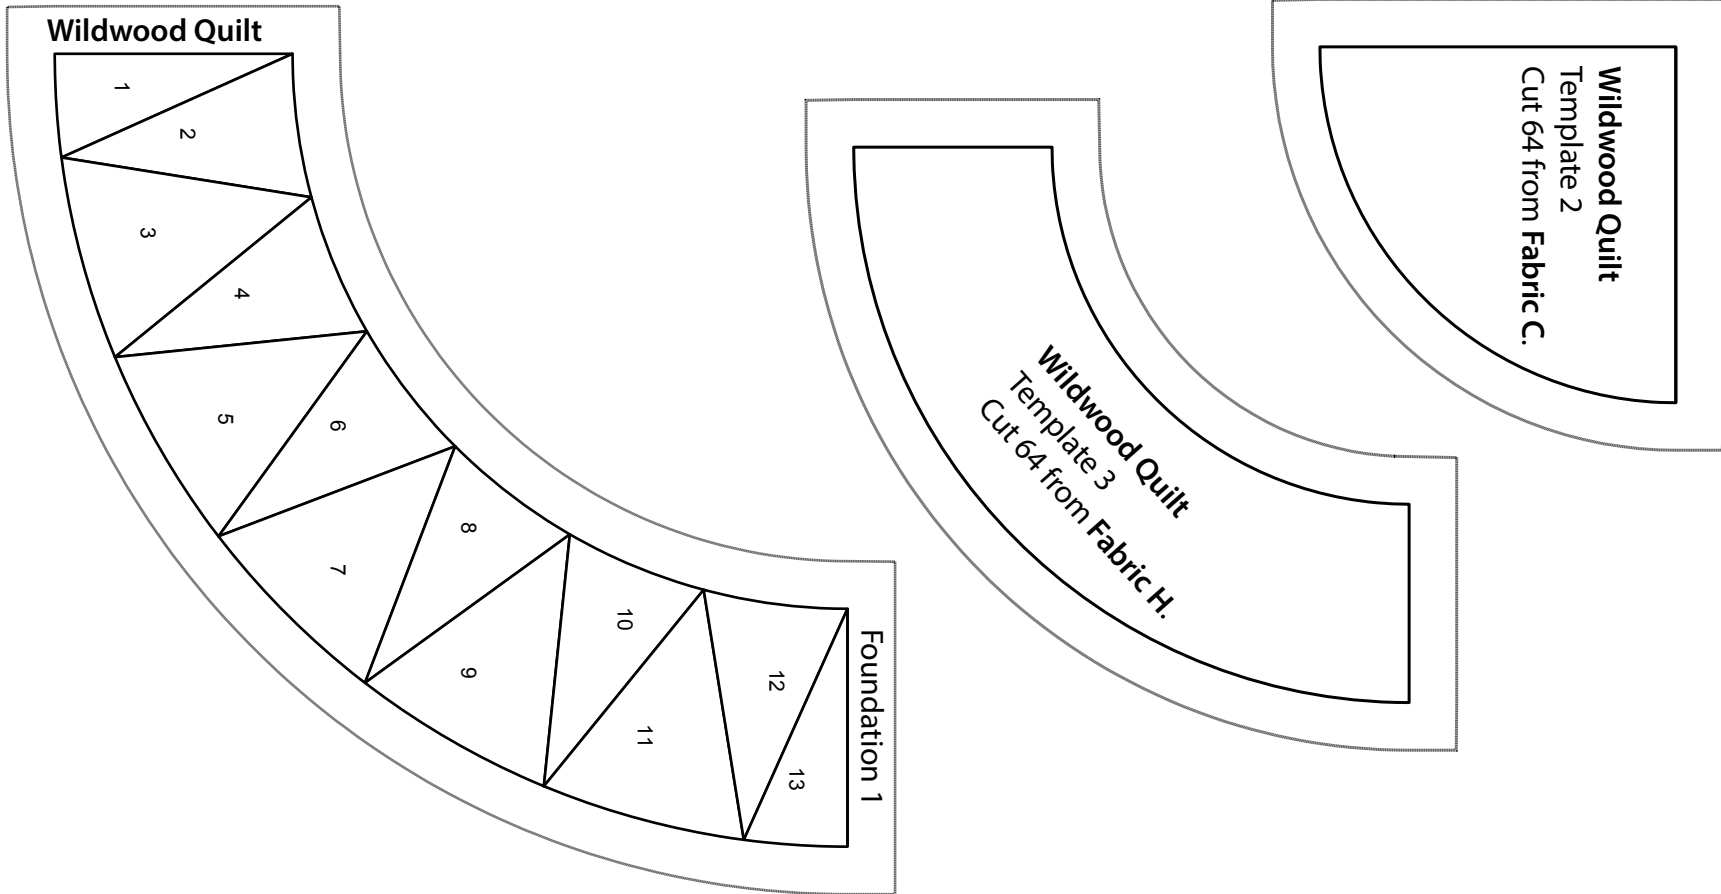 Wildwood Quilt
1
2
3
4
5
6
7
8
9
10
11
12
13
Foundation 1
Wildwood Quilt
Template 3
Cut 64 from Fabric H.
Wildwood Quilt
Template 2
Cut 64 from Fabric C.